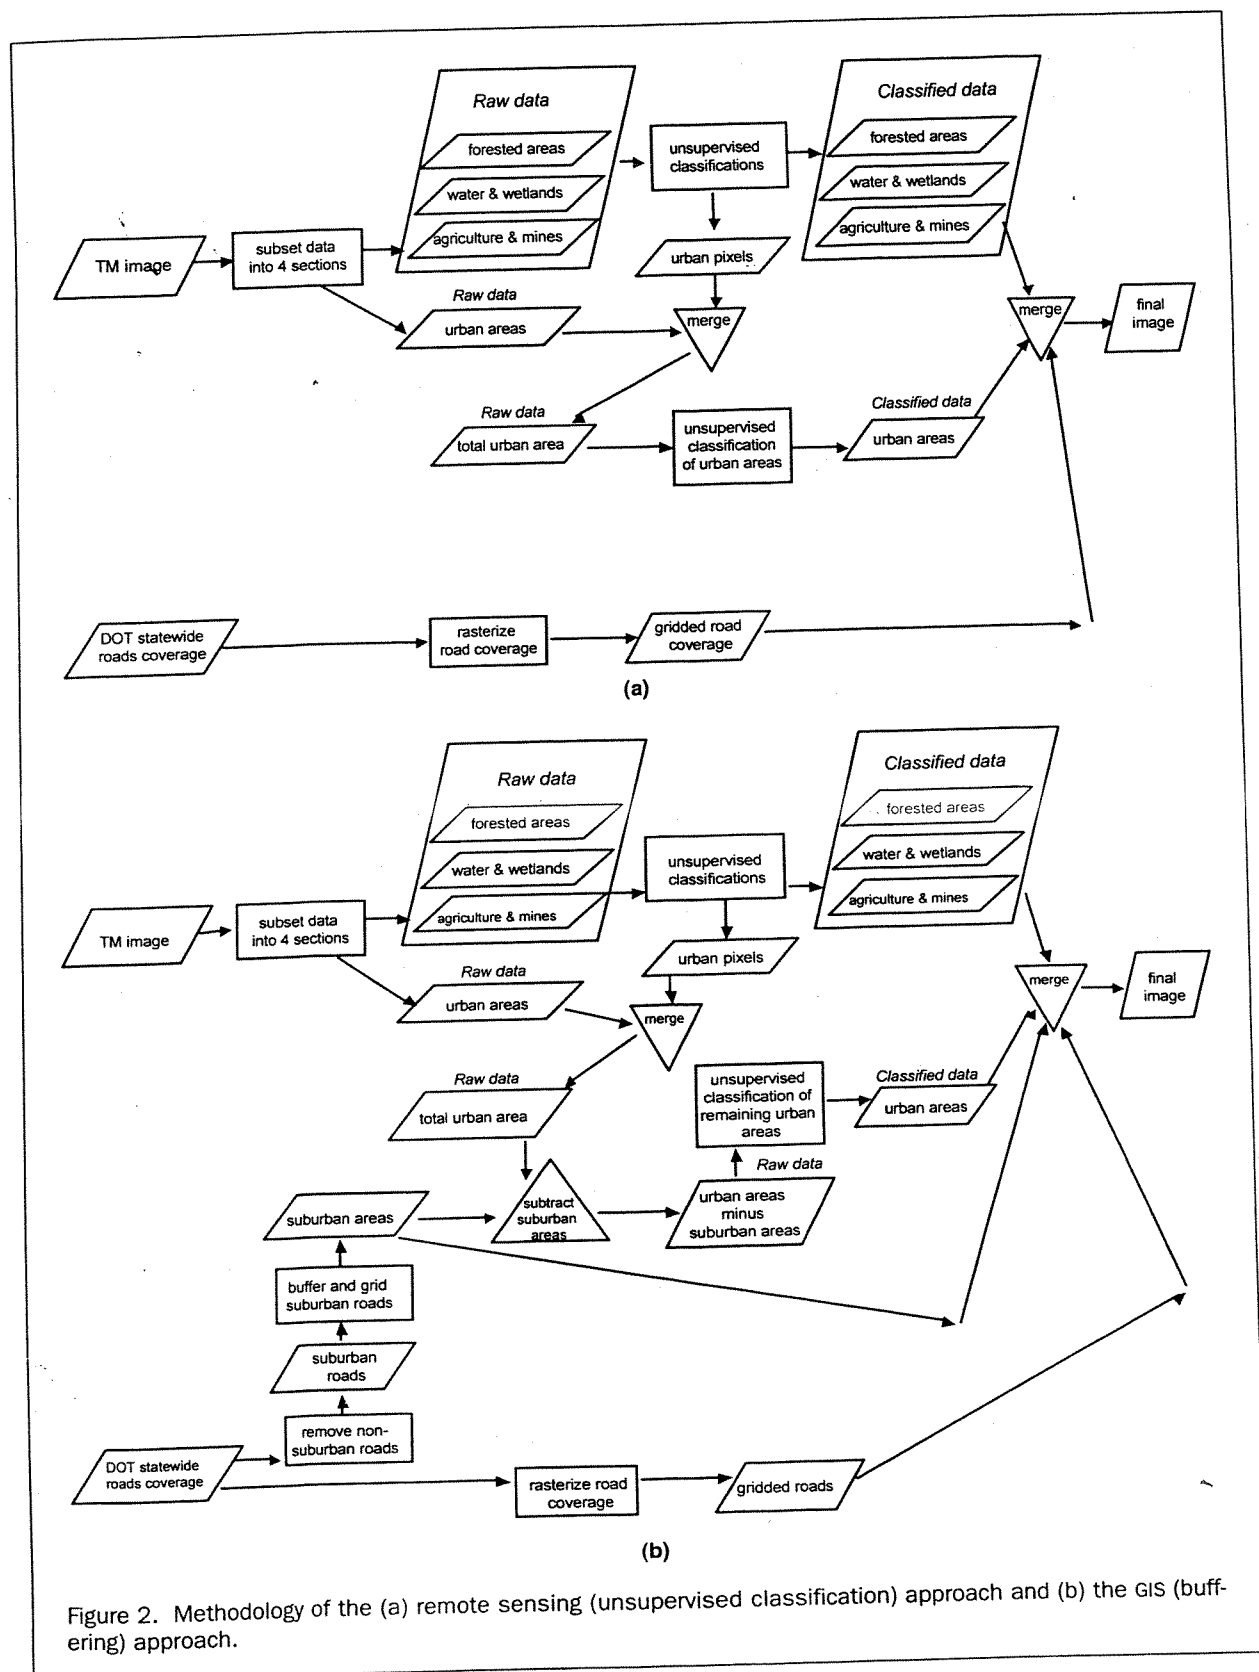 Raw data
forested areas
water & wetlands
agriculture & mines
unsupervised
classifications
Classified data
forested areas
water & wetlands
agriculture & mines
TM image
subset data
into 4 sections
urban pixels
Raw data
urban areas
merge
merge
final
image
Raw data
total urban area
unsupervised
classification
of urban areas
Classified data
urban areas
DOT statewide
roads coverage
rasterize
road coverage
gridded road
coverage
(a)
Raw data
forested areas
water & wetlands
agriculture & mines
unsupervised
classifications
Classified data
forested areas
water & wetlands
agriculture & mines
TM image
subset data
into 4 sections
urban pixels
Raw data
urban areas
merge
merge
final
image
Raw data
total urban area
unsupervised
classification of
remaining urban
areas
Classified data
urban areas
suburban areas
subtract
suburban
areas
Raw data
urban areas
minus
suburban areas
buffer and grid
suburban roads
suburban
roads
remove non-
suburban roads
DOT statewide
roads coverage
rasterize road
coverage
gridded roads
(b)
Figure 2. Methodology of the (a) remote sensing (unsupervised classification) approach and (b) the GIS (buff-
ering) approach.